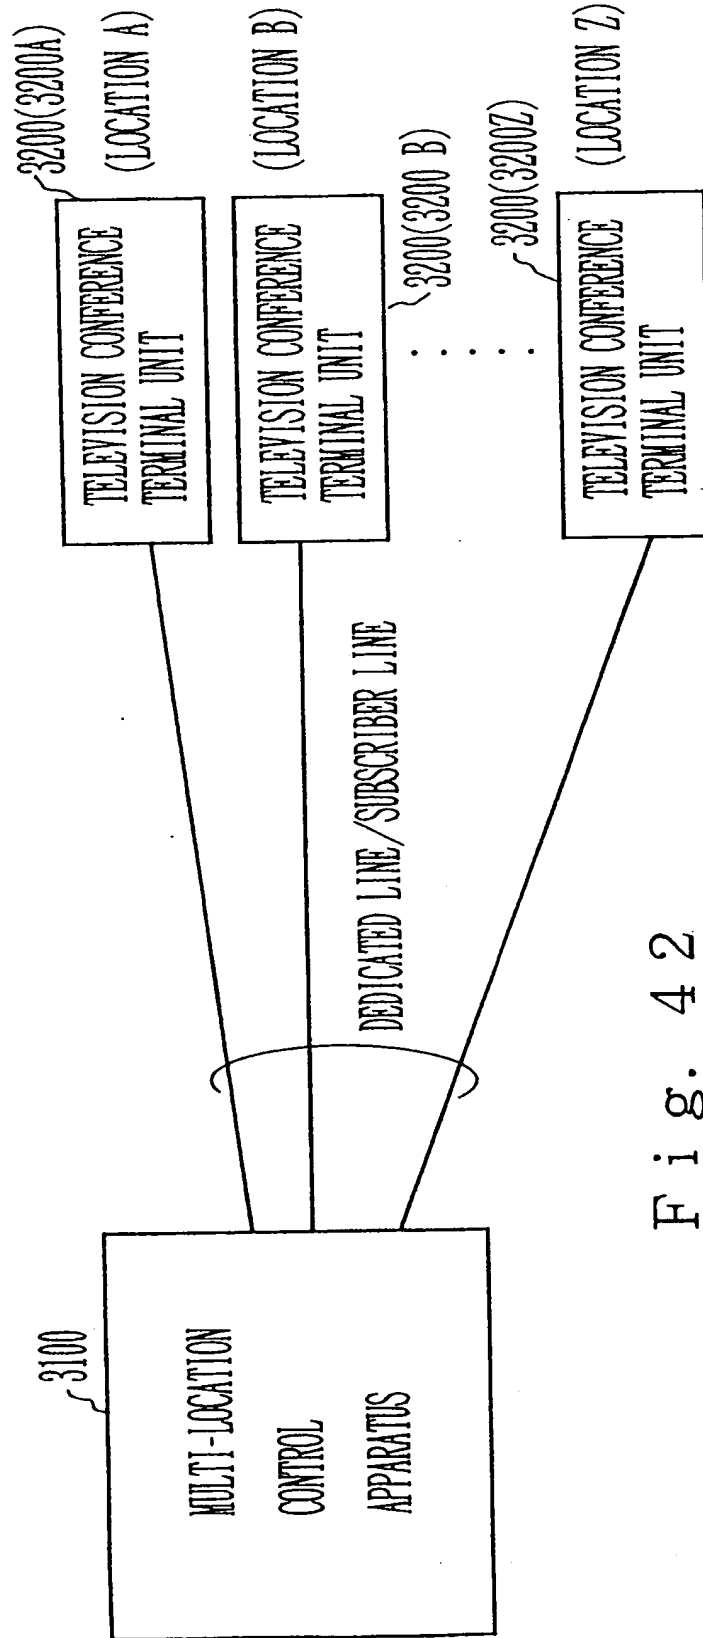 3100
MULTI-LOCATION
CONTROL
APPARATUS
DEDICATED LINE/SUBSCRIBER LINE
3200(3200A)
(LOCATION A)
TELEVISION CONFERENCE
TERMINAL UNIT
(LOCATION B)
TELEVISION CONFERENCE
TERMINAL UNIT
3200(3200 B)
. . . . .
3200(3200Z)
(LOCATION Z)
TELEVISION CONFERENCE
TERMINAL UNIT
Fig. 42